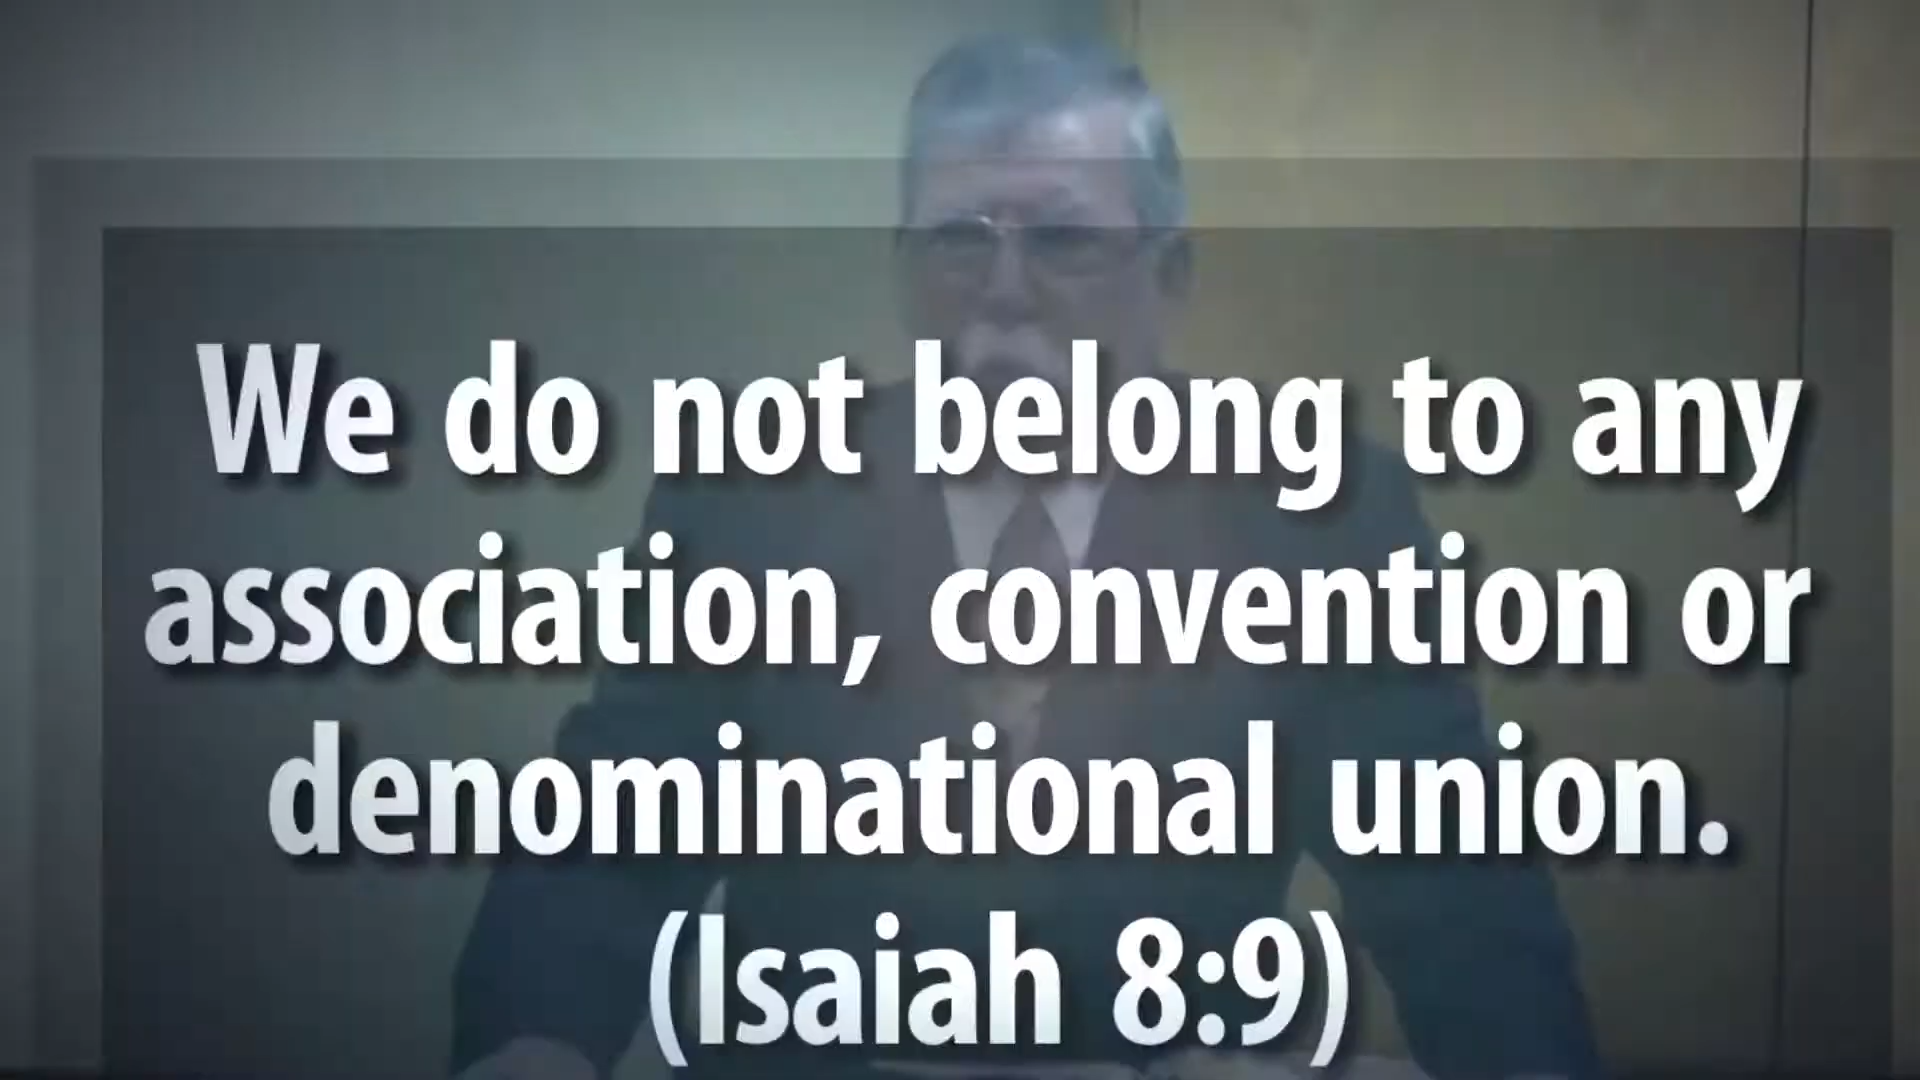 We do not belong to any
association, convention or
denominational union.
(Isaiah 8:9)